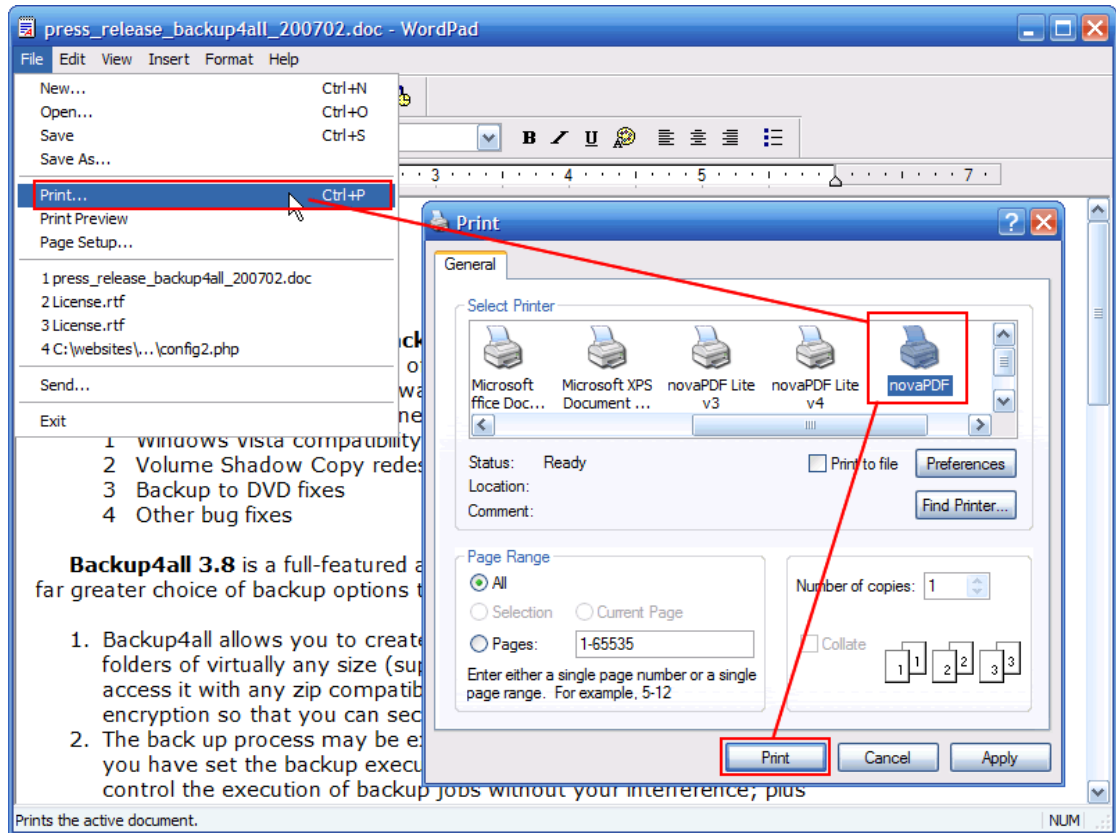 press_release_backup4all_200702.doc - WordPad
File Edit View Insert Format Help
New... Ctrl+N
Open... Ctrl+O
Save Ctrl+S
Save As...
Print... Ctrl+P
Print Preview
Page Setup...
1 press_release_backup4all_200702.doc
2 License.rtf
3 License.rtf
4 C:\websites\...\config2.php
Send...
Exit
B / U
3 4 5 7
1 Windows Vista compatibility
2 Volume Shadow Copy redes
3 Backup to DVD fixes
4 Other bug fixes
Backup4all 3.8 is a full-featured a
far greater choice of backup options t
1. Backup4all allows you to create
folders of virtually any size (sup
access it with any zip compatib
encryption so that you can sec
2. The back up process may be ex
you have set the backup execu
control the execution of backup jobs without your interference; plus
Print
General
Select Printer
Microsoft
ffice Doc...
Microsoft XPS
Document ...
novaPDF Lite
v3
novaPDF Lite
v4
novaPDF
Status: Ready
Location:
Comment:
Print to file
Preferences
Find Printer...
Page Range
All
Selection Current Page
Pages: 1-65535
Enter either a single page number or a single
page range. For example, 5-12
Number of copies: 1
Collate
1 1 2 2 3 3
Print Cancel Apply
Prints the active document. NUM